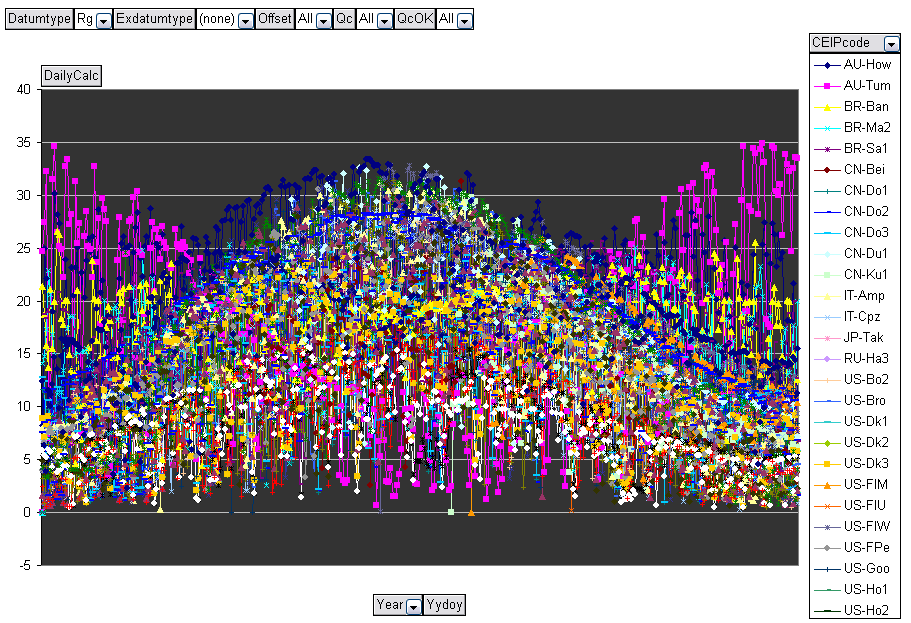 Datumtype Rg Exdatumtype (none) Offset All Qc All QcOK All
CEIPcode
AU-How
AU-Tum
BR-Ban
BR-Ma2
BR-Sa1
CN-Bei
CN-Do1
CN-Do2
CN-Do3
CN-Du1
CN-Ku1
IT-Amp
IT-Cpz
JP-Tak
RU-Ha3
US-Bo2
US-Bro
US-Dk1
US-Dk2
US-Dk3
US-FlM
US-FlU
US-FlW
US-FPe
US-Goo
US-Ho1
US-Ho2
DailyCalc
40
35
30
25
20
15
10
5
0
-5
Year Yydoy